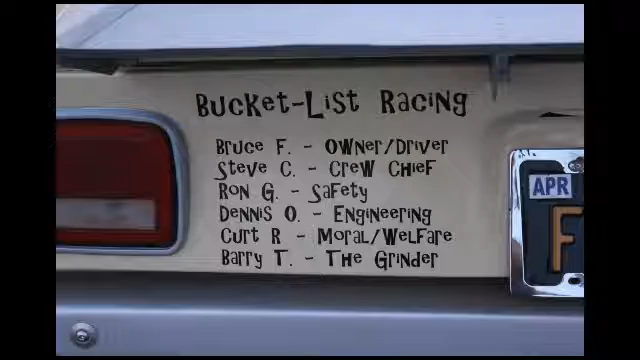 Bucket-List Racing
Bruce F. - Owner/Driver
Steve C. - Crew Chief
Ron G. - Safety
Dennis O. - Engineering
Curt R - Moral/Welfare
Barry T. - The Grinder
APR
F